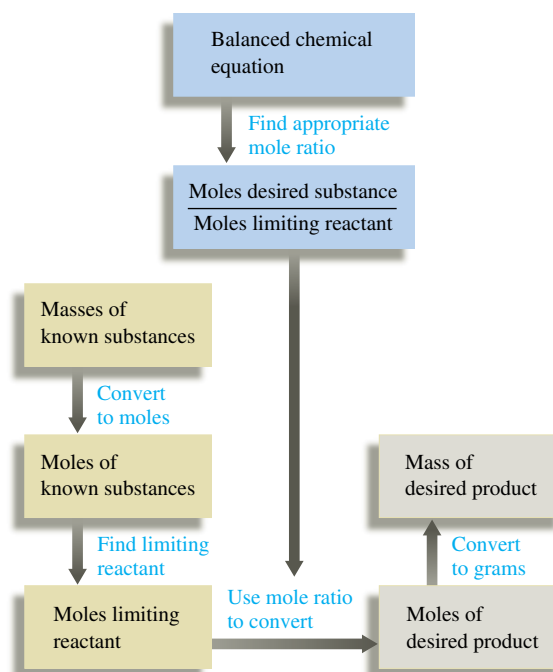 Balanced chemical
equation
Find appropriate
mole ratio
Moles desired substance
Moles limiting reactant
Masses of
known substances
Convert
to moles
Moles of
known substances
Find limiting
reactant
Moles limiting
reactant
Use mole ratio
to convert
Mass of
desired product
Convert
to grams
Moles of
desired product